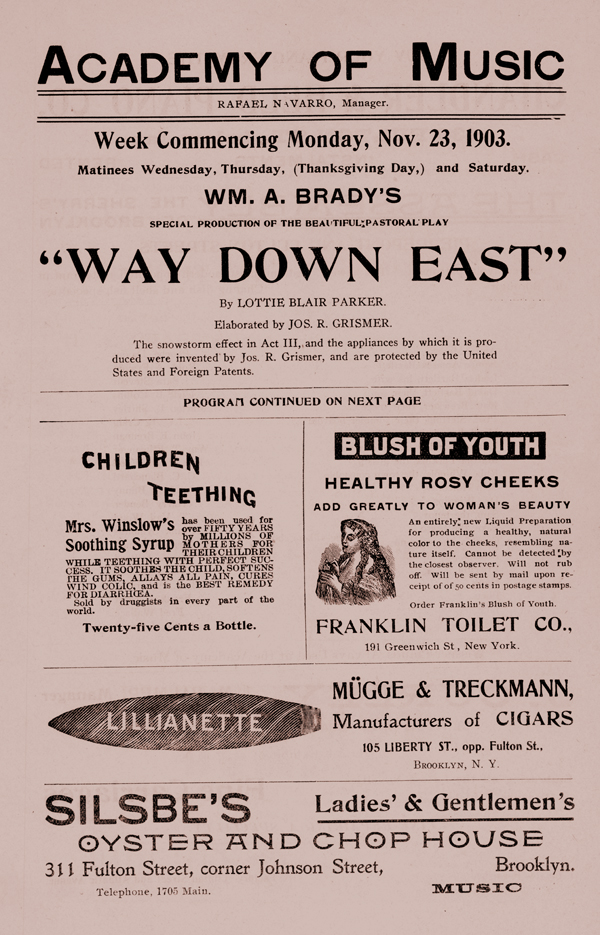 ACADEMY OF MUSIC
RAFAEL NAVARRO, Manager.
Week Commencing Monday, Nov. 23, 1903.
Matinees Wednesday, Thursday, (Thanksgiving Day,) and Saturday.
WM. A. BRADY'S
SPECIAL PRODUCTION OF THE BEAUTIFUL PASTORAL PLAY
"WAY DOWN EAST"
By LOTTIE BLAIR PARKER.
Elaborated by JOS. R. GRISMER.
The snowstorm effect in Act III, and the appliances by which it is pro-
duced were invented by Jos. R. Grismer, and are protected by the United
States and Foreign Patents.
PROGRAM CONTINUED ON NEXT PAGE
CHILDREN
TEETHING
Mrs. Winslow's
Soothing Syrup
has been used for
over FIFTY YEARS
by MILLIONS OF
MOTHERS FOR
THEIR CHILDREN
WHILE TEETHING WITH PERFECT SUC-
CESS. IT SOOTHES THE CHILD, SOFTENS
THE GUMS, ALLAYS ALL PAIN, CURES
WIND COLIC, and is the BEST REMEDY
FOR DIARRHŒA.
Sold by druggists in every part of the
world.
Twenty-five Cents a Bottle.
BLUSH OF YOUTH
HEALTHY ROSY CHEEKS
ADD GREATLY TO WOMAN'S BEAUTY
An entirely new Liquid Preparation
for producing a healthy, natural
color to the cheeks, resembling na-
ture itself. Cannot be detected by
the closest observer. Will not rub
off. Will be sent by mail upon re-
ceipt of of 50 cents in postage stamps.
Order Franklin's Blush of Youth.
FRANKLIN TOILET CO.,
191 Greenwich St, New York.
LILLIANETTE
MÜGGE & TRECKMANN,
Manufacturers of CIGARS
105 LIBERTY ST., opp. Fulton St.,
BROOKLYN, N. Y.
SILSBE'S Ladies' & Gentlemen's
OYSTER AND CHOP HOUSE
311 Fulton Street, corner Johnson Street, Brooklyn.
Telephone, 1705 Main. MUSIC